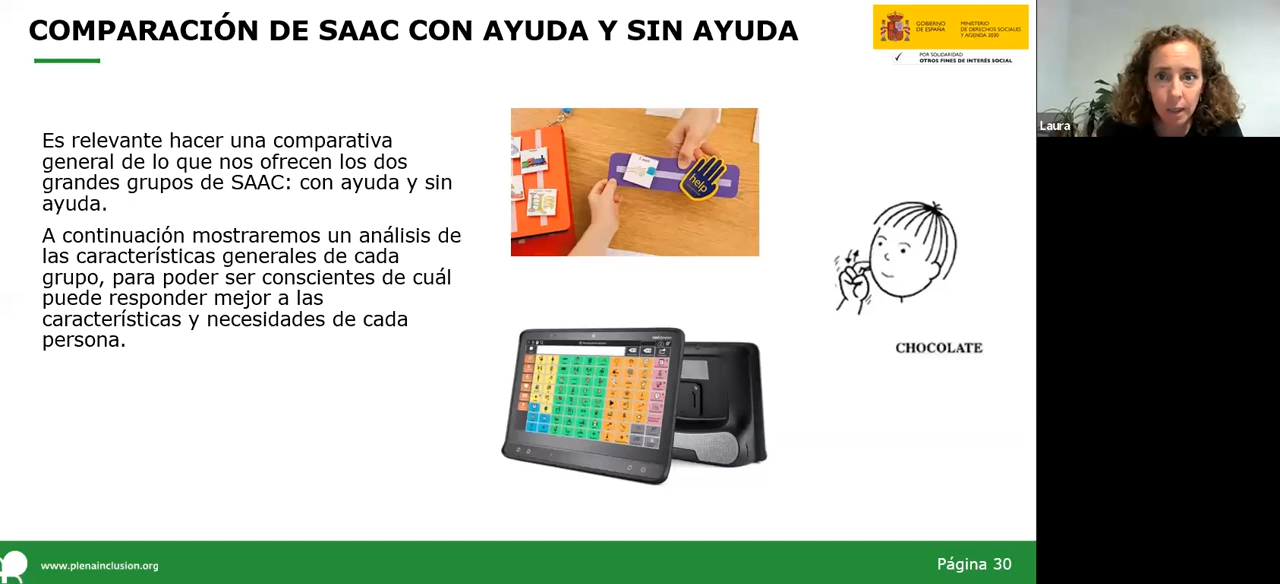 COMPARACIÓN DE SAAC CON AYUDA Y SIN AYUDA
GOBIERNO
DE ESPAÑA
MINISTERIO
DE DERECHOS SOCIALES
Y AGENDA 2030
POR SOLIDARIDAD
OTROS FINES DE INTERÉS SOCIAL
Laura
Es relevante hacer una comparativa
general de lo que nos ofrecen los dos
grandes grupos de SAAC: con ayuda y sin
ayuda.
A continuación mostraremos un análisis de
las características generales de cada
grupo, para poder ser conscientes de cuál
puede responder mejor a las
características y necesidades de cada
persona.
help
CHOCOLATE
www.plenainclusion.org
Página 30